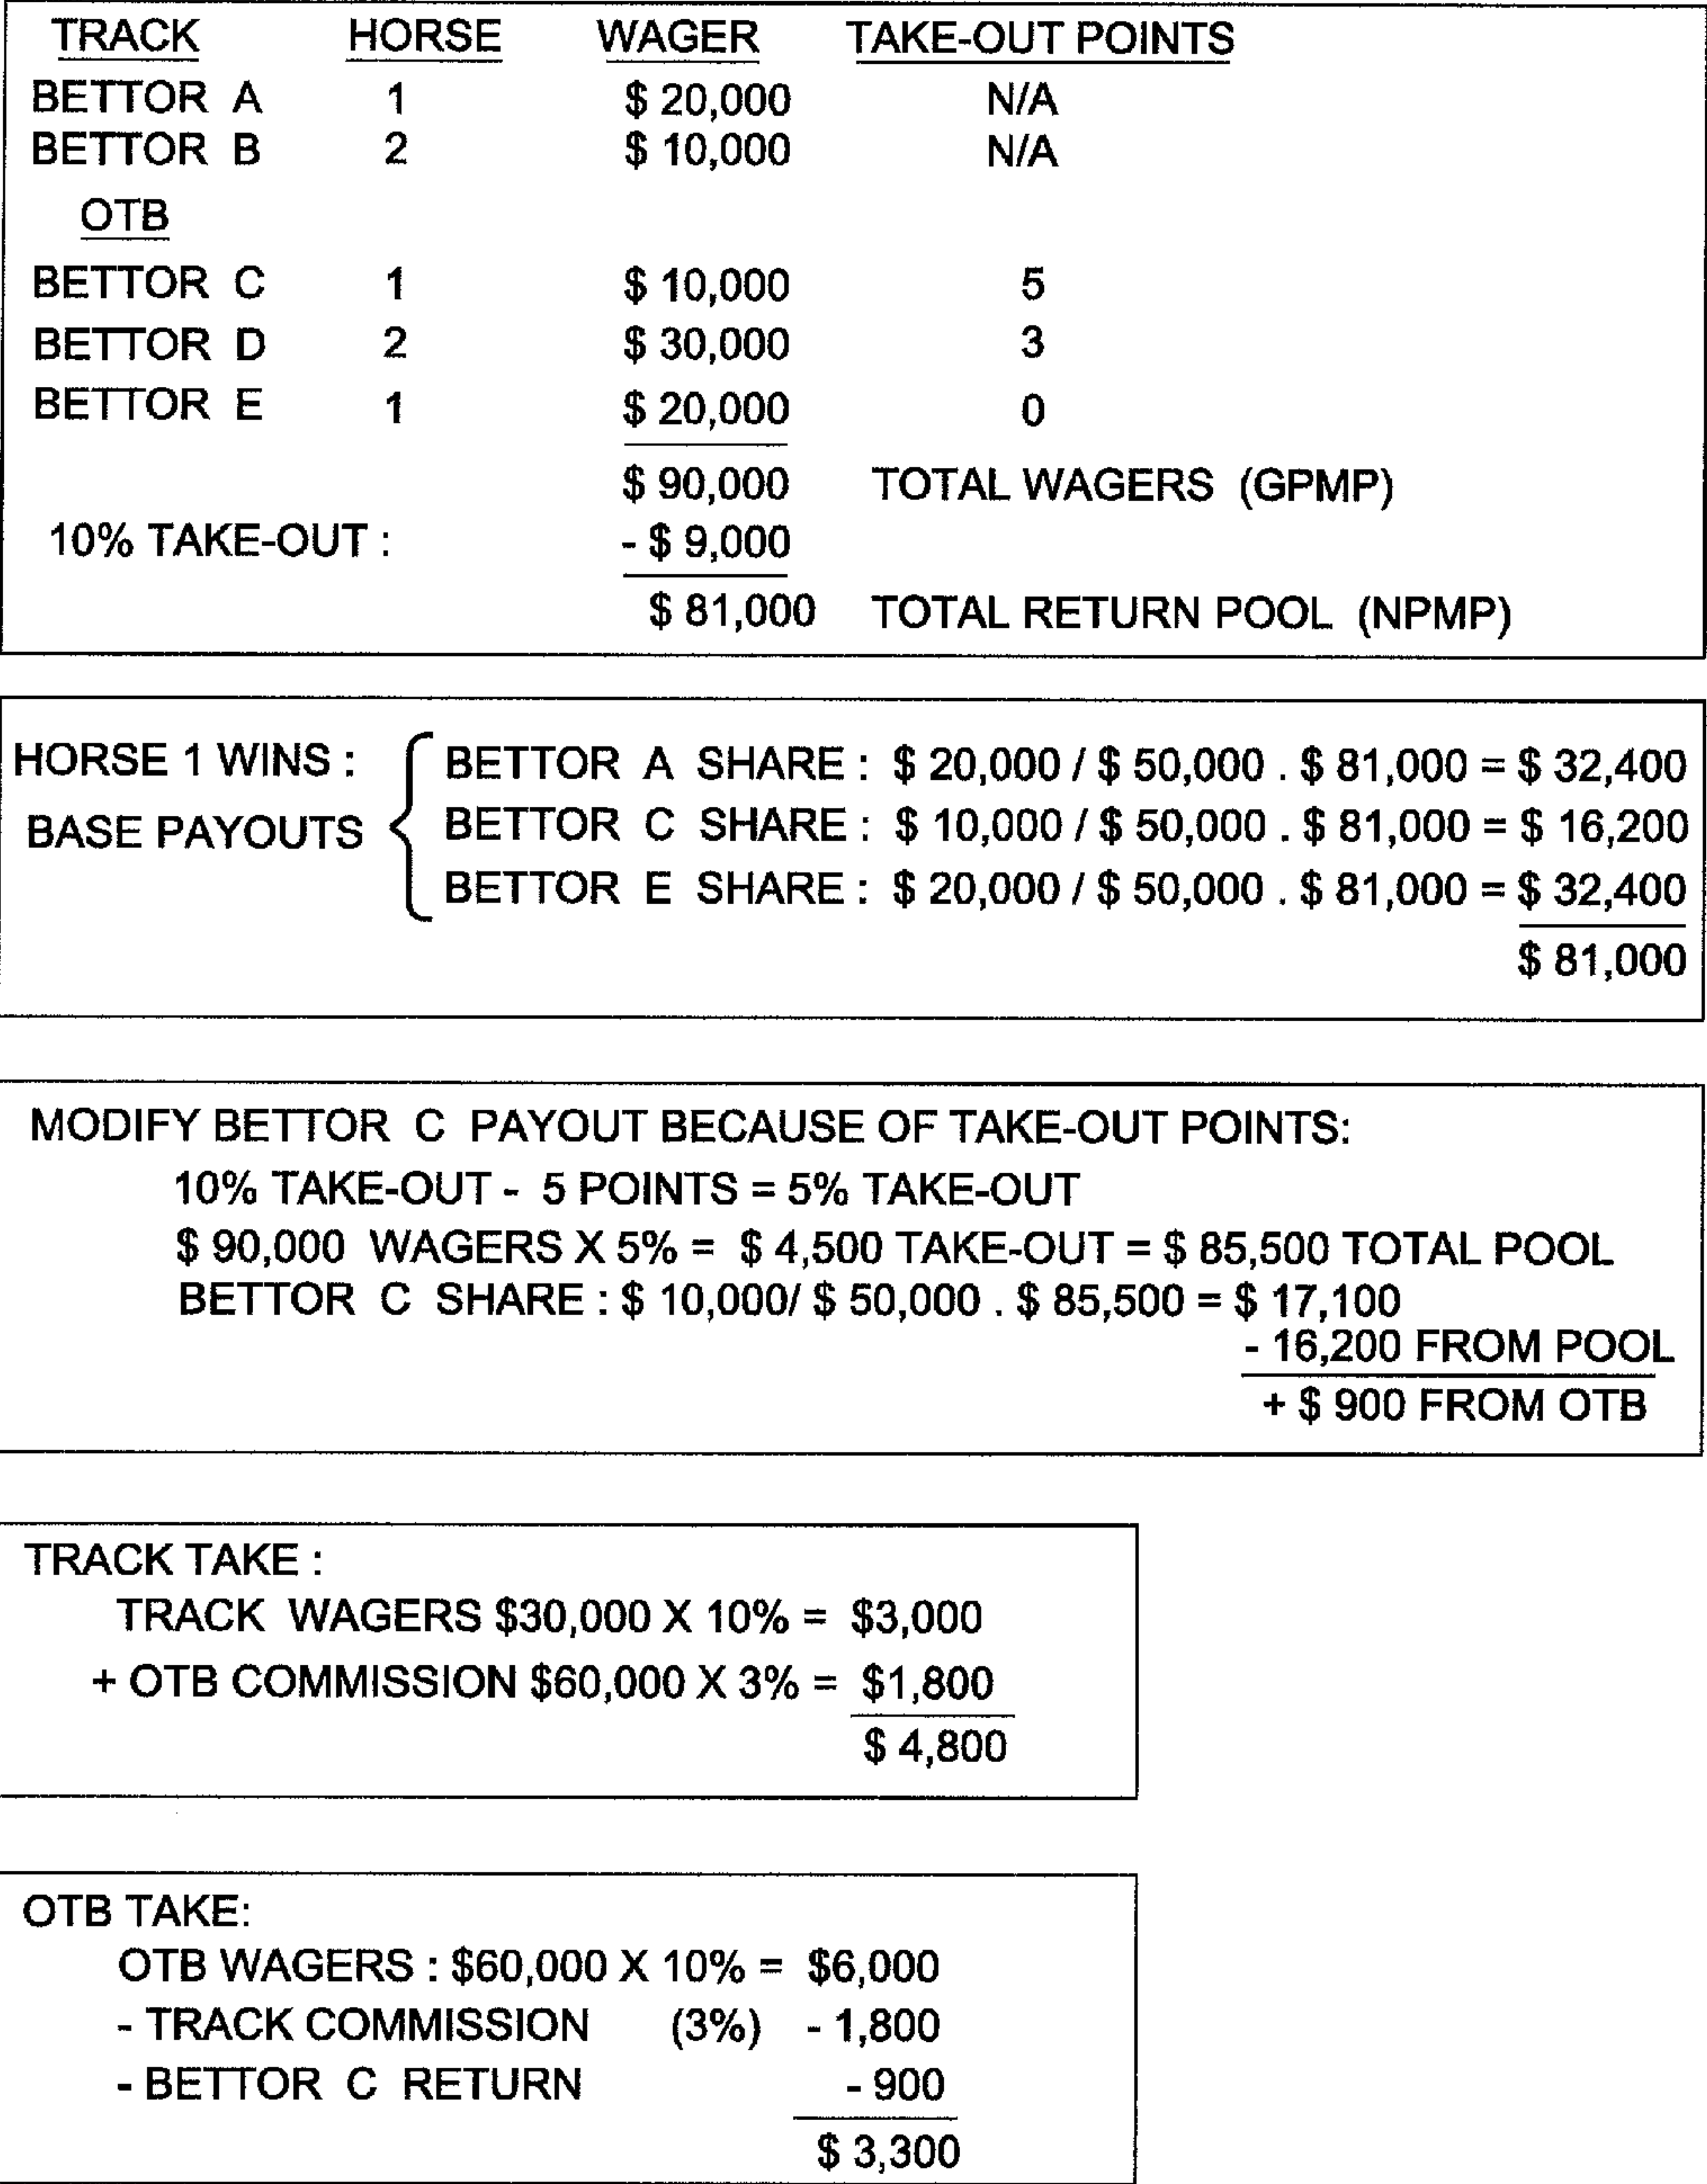 TRACK HORSE WAGER TAKE-OUT POINTS
BETTOR A 1 $ 20,000 N/A
BETTOR B 2 $ 10,000 N/A
OTB
BETTOR C 1 $ 10,000 5
BETTOR D 2 $ 30,000 3
BETTOR E 1 $ 20,000 0
$ 90,000 TOTAL WAGERS (GPMP)
10% TAKE-OUT : - $ 9,000
$ 81,000 TOTAL RETURN POOL (NPMP)
HORSE 1 WINS :
BASE PAYOUTS
BETTOR A SHARE : $ 20,000 / $ 50,000 . $ 81,000 = $ 32,400
BETTOR C SHARE : $ 10,000 / $ 50,000 . $ 81,000 = $ 16,200
BETTOR E SHARE : $ 20,000 / $ 50,000 . $ 81,000 = $ 32,400
$ 81,000
MODIFY BETTOR C PAYOUT BECAUSE OF TAKE-OUT POINTS:
10% TAKE-OUT - 5 POINTS = 5% TAKE-OUT
$ 90,000 WAGERS X 5% = $ 4,500 TAKE-OUT = $ 85,500 TOTAL POOL
BETTOR C SHARE : $ 10,000/ $ 50,000 . $ 85,500 = $ 17,100
- 16,200 FROM POOL
+ $ 900 FROM OTB
TRACK TAKE :
TRACK WAGERS $30,000 X 10% = $3,000
+ OTB COMMISSION $60,000 X 3% = $1,800
$ 4,800
OTB TAKE:
OTB WAGERS : $60,000 X 10% = $6,000
- TRACK COMMISSION (3%) - 1,800
- BETTOR C RETURN - 900
$ 3,300